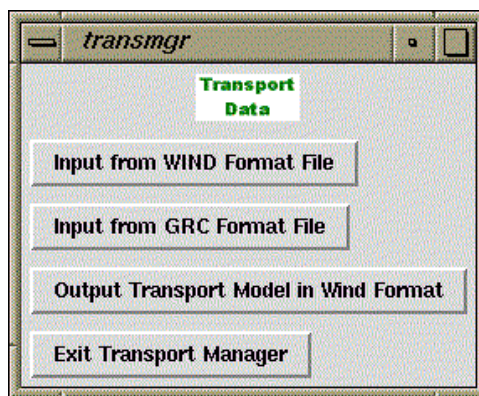 transmgr
Transport
Data
Input from WIND Format File
Input from GRC Format File
Output Transport Model in Wind Format
Exit Transport Manager